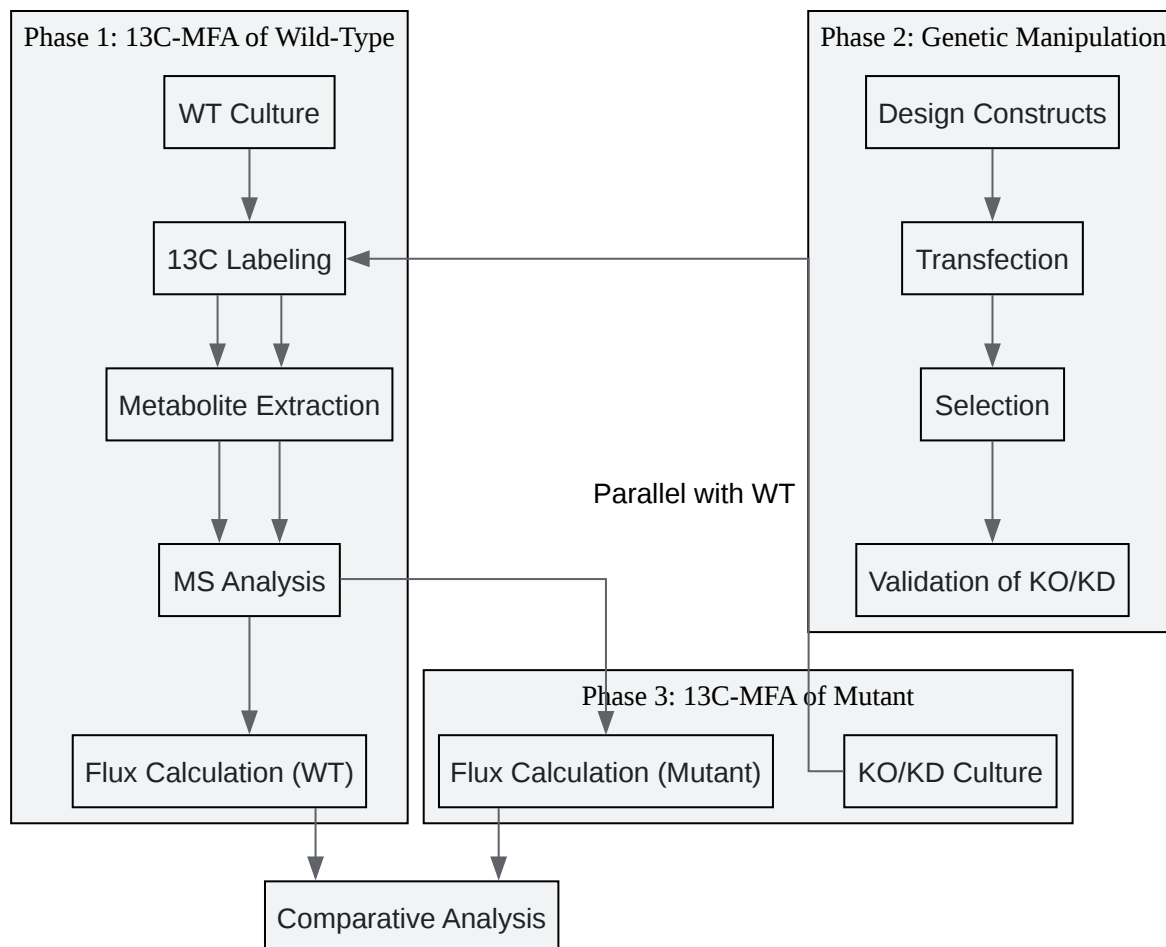 Phase 1: 13C-MFA of Wild-Type
WT Culture
13C Labeling
Metabolite Extraction
MS Analysis
Flux Calculation (WT)
Phase 2: Genetic Manipulation
Design Constructs
Transfection
Selection
Validation of KO/KD
Parallel with WT
Phase 3: 13C-MFA of Mutant
Flux Calculation (Mutant)
KO/KD Culture
Comparative Analysis